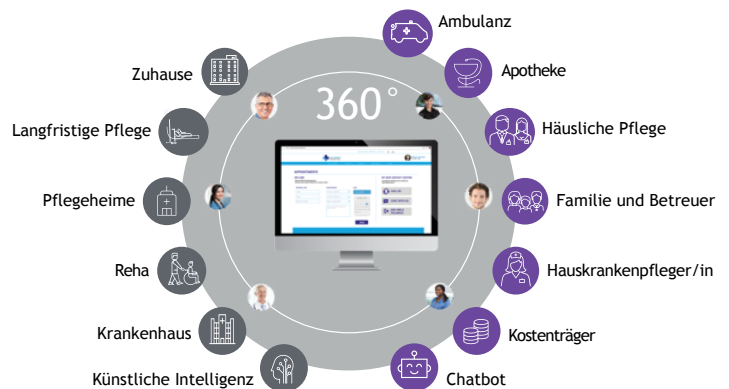 Ambulanz
Zuhause
Apotheke
360°
Langfristige Pflege
Häusliche Pflege
APPOINTMENTS
Pflegeheime
Familie und Betreuer
Reha
Hauskrankenpfleger/in
Krankenhaus
Kostenträger
Künstliche Intelligenz
Chatbot